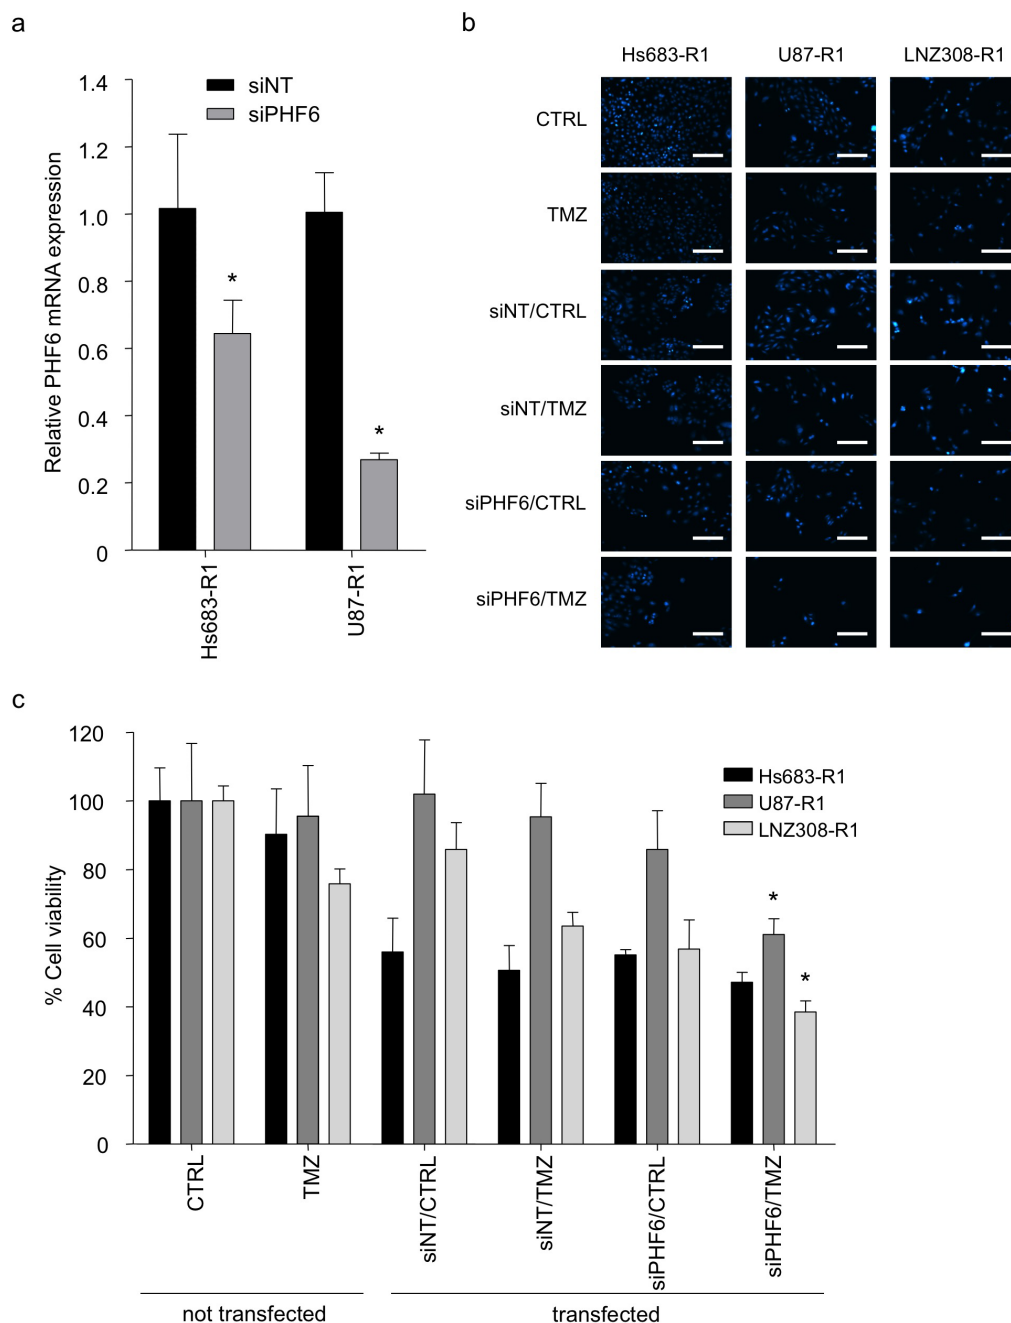 a
siNT
siPHF6
Relative PHF6 mRNA expression
1.4
1.2
1.0
0.8
0.6
0.4
0.2
0
*
*
Hs683-R1
U87-R1
b
Hs683-R1 U87-R1 LNZ308-R1
CTRL
TMZ
siNT/CTRL
siNT/TMZ
siPHF6/CTRL
siPHF6/TMZ
c
% Cell viability
120
100
80
60
40
20
0
Hs683-R1
U87-R1
LNZ308-R1
*
*
CTRL
TMZ
siNT/CTRL
siNT/TMZ
siPHF6/CTRL
siPHF6/TMZ
not transfected
transfected